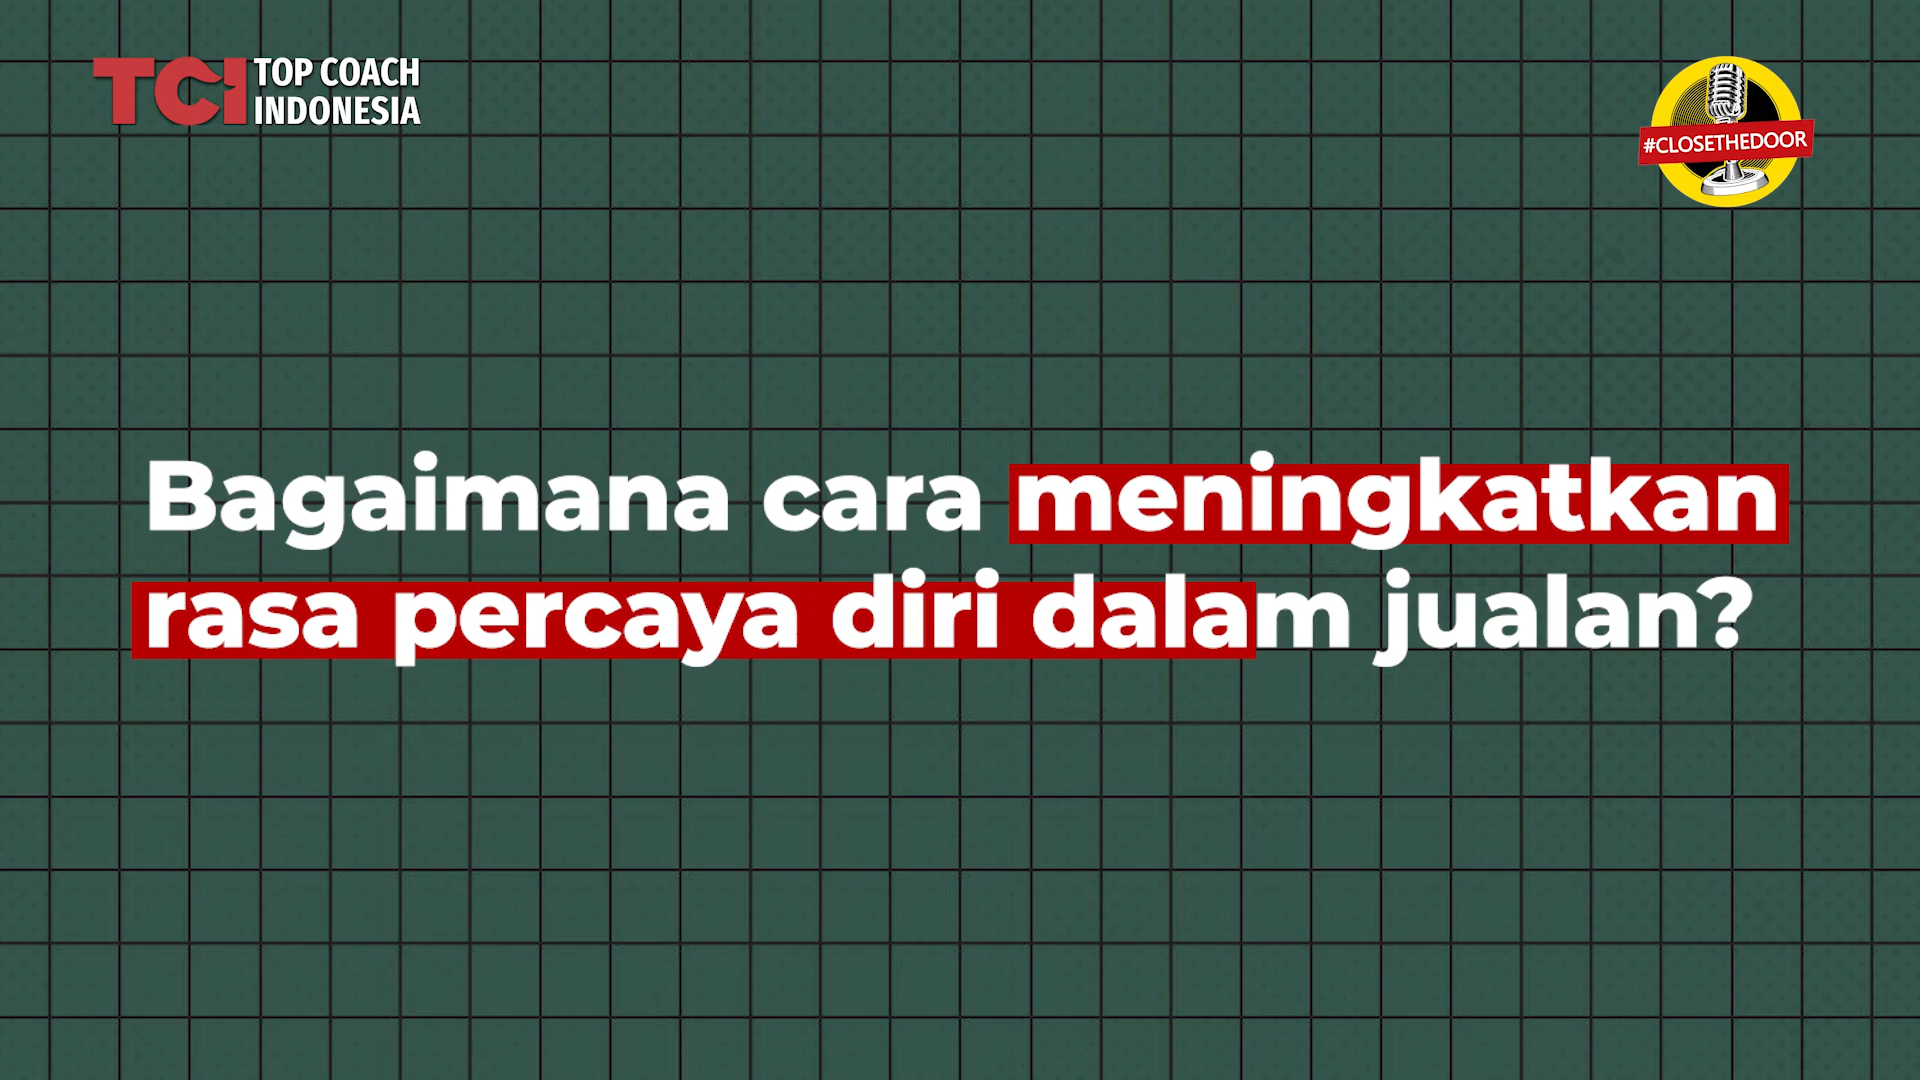 TCI TOP COACH
INDONESIA
#CLOSETHEDOOR
Bagaimana cara meningkatkan
rasa percaya diri dalam jualan?